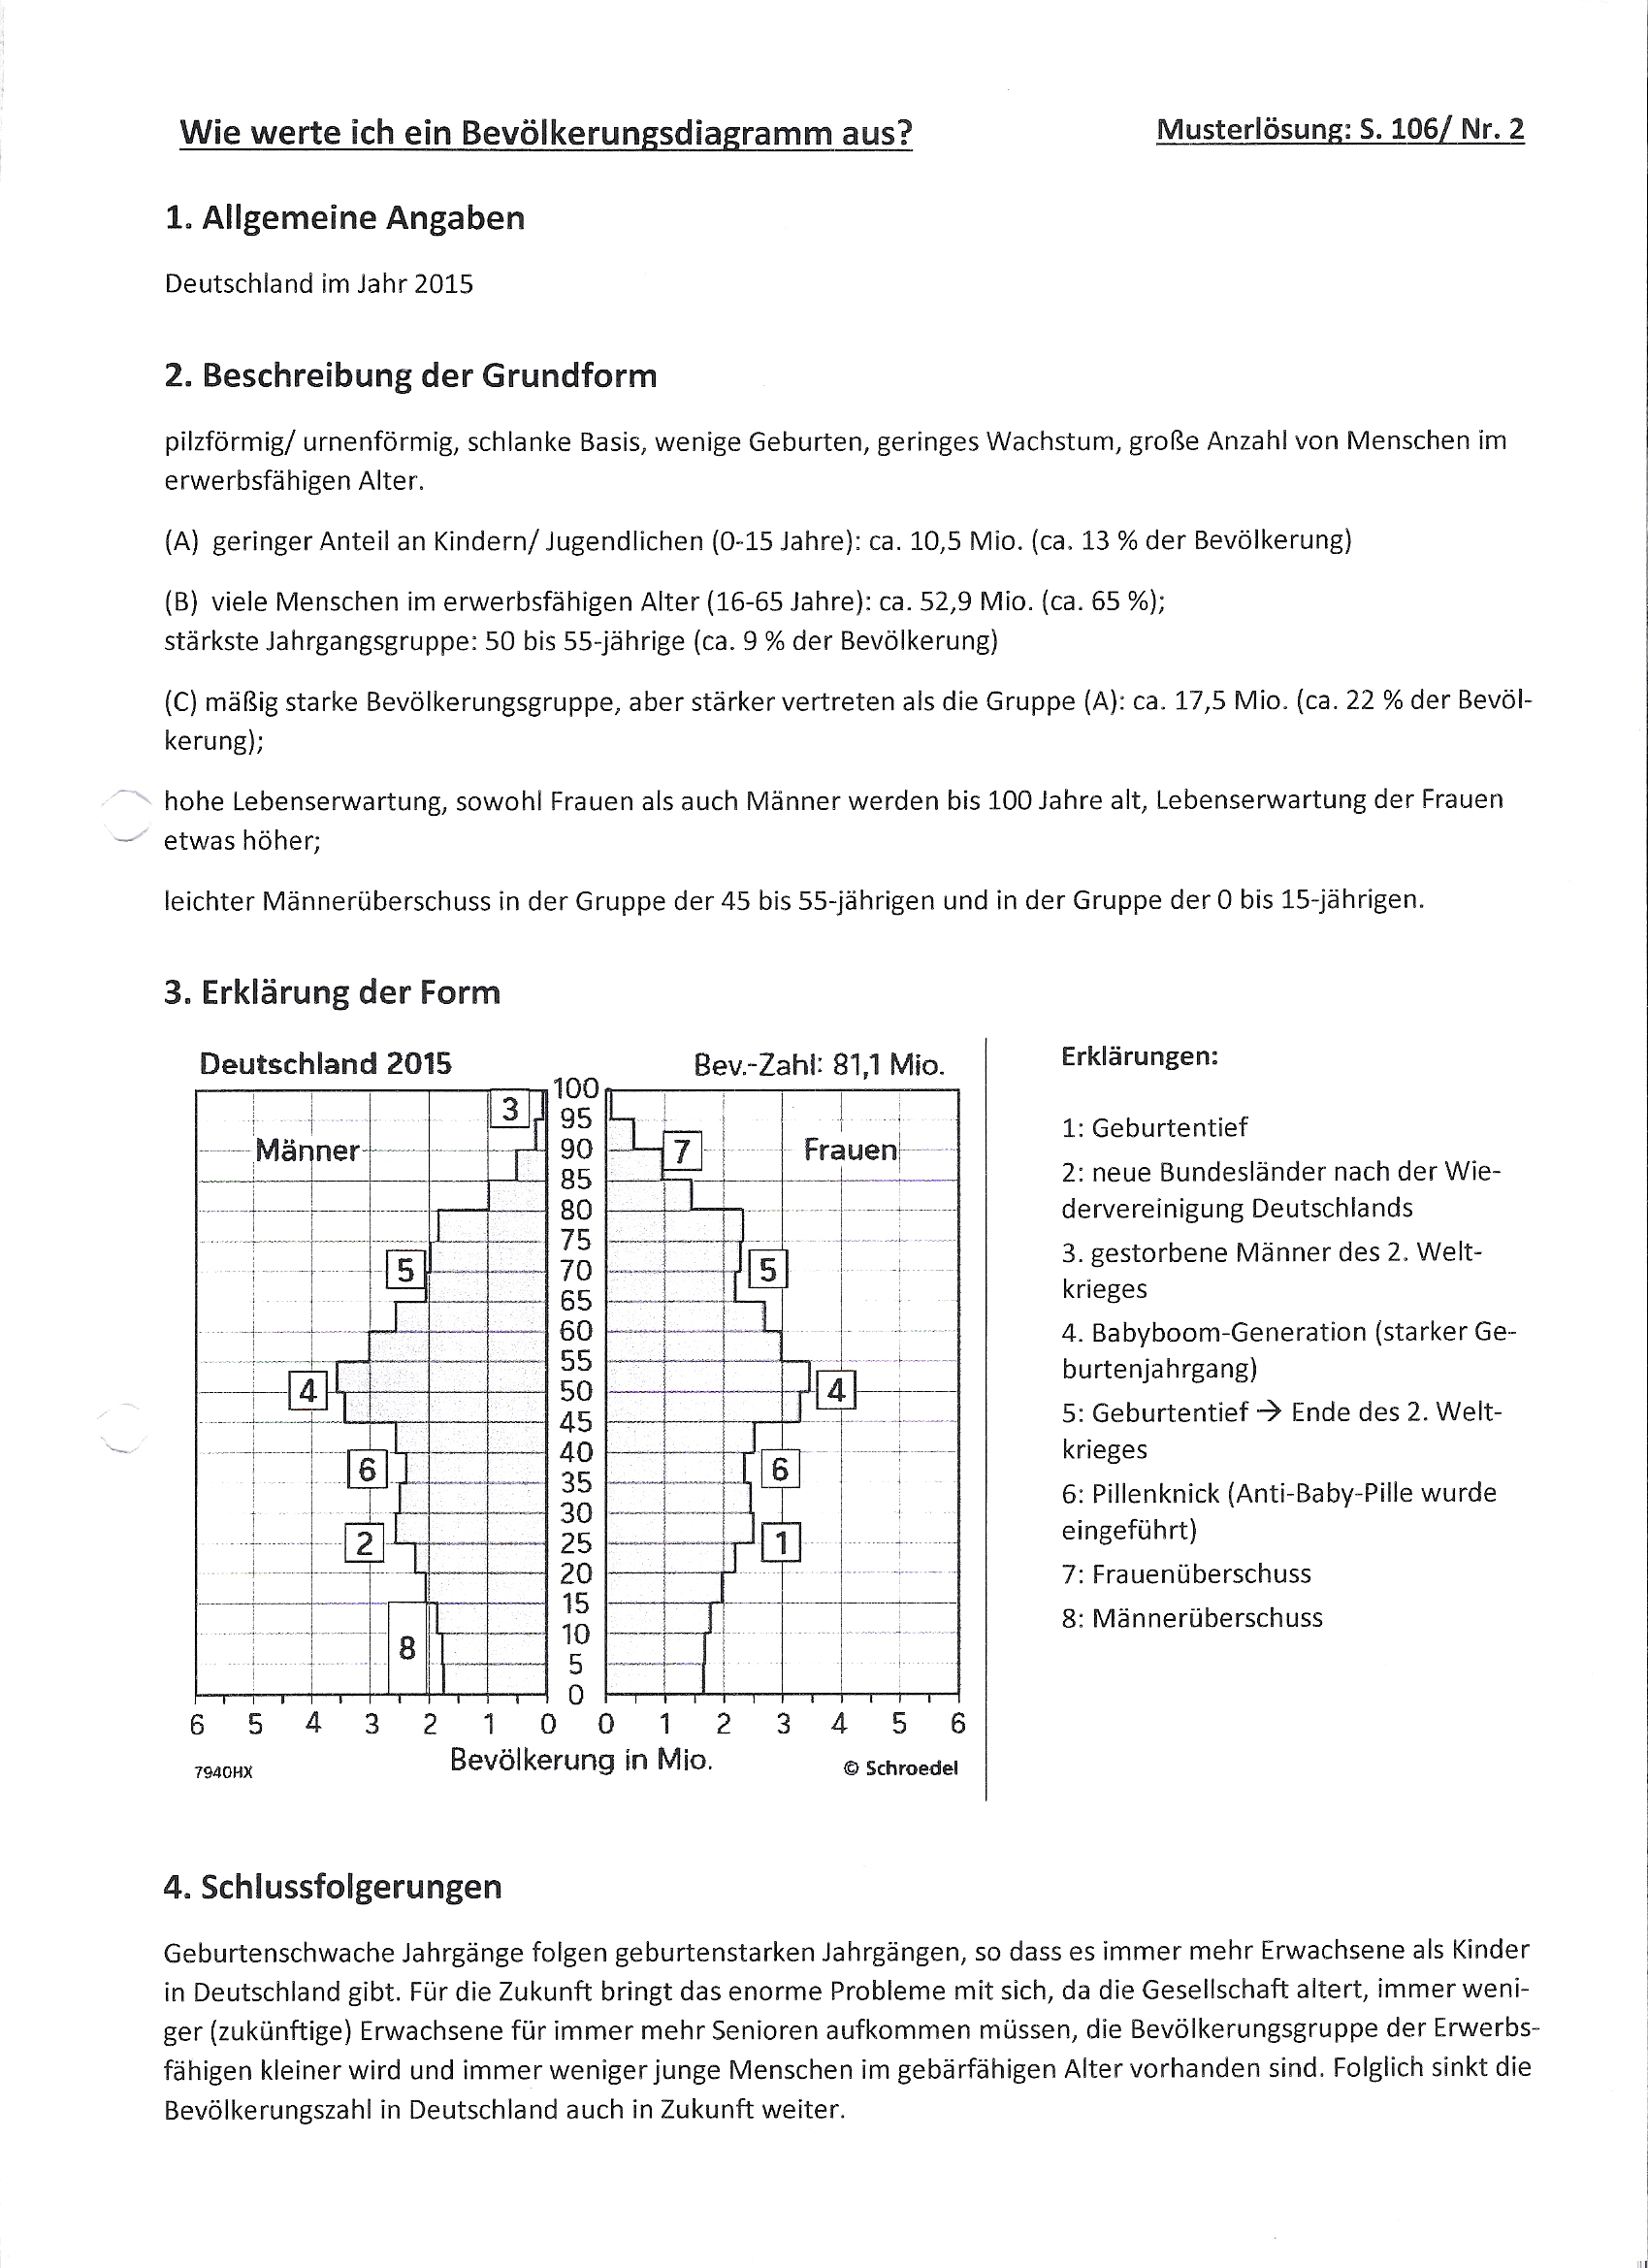 Wie werte ich ein Bevölkerungsdiagramm aus?
Musterlösung: S. 106/ Nr. 2
1. Allgemeine Angaben
Deutschland im Jahr 2015
2. Beschreibung der Grundform
pilzförmig/ urnenförmig, schlanke Basis, wenige Geburten, geringes Wachstum, große Anzahl von Menschen im
erwerbsfähigen Alter.
(A) geringer Anteil an Kindern/ Jugendlichen (0-15 Jahre): ca. 10,5 Mio. (ca. 13 % der Bevölkerung)
(B) viele Menschen im erwerbsfähigen Alter (16-65 Jahre): ca. 52,9 Mio. (ca. 65 %);
stärkste Jahrgangsgruppe: 50 bis 55-jährige (ca. 9 % der Bevölkerung)
(C) mäßig starke Bevölkerungsgruppe, aber stärker vertreten als die Gruppe (A): ca. 17,5 Mio. (ca. 22 % der Bevöl-
kerung);
hohe Lebenserwartung, sowohl Frauen als auch Männer werden bis 100 Jahre alt, Lebenserwartung der Frauen
etwas höher;
leichter Männerüberschuss in der Gruppe der 45 bis 55-jährigen und in der Gruppe der 0 bis 15-jährigen.
3. Erklärung der Form
Deutschland 2015
Bev.-Zahl: 81,1 Mio.
Männer
Frauen
100
95
90
85
80
75
70
65
60
55
50
45
40
35
30
25
20
15
10
5
0
3
7
5
5
4
4
6
6
2
1
8
6 5 4 3 2 1 0 0 1 2 3 4 5 6
Bevölkerung in Mio.
7940HX
© Schroedel
Erklärungen:
1: Geburtentief
2: neue Bundesländer nach der Wie-
dervereinigung Deutschlands
3. gestorbene Männer des 2. Welt-
krieges
4. Babyboom-Generation (starker Ge-
burtenjahrgang)
5: Geburtentief → Ende des 2. Welt-
krieges
6: Pillenknick (Anti-Baby-Pille wurde
eingeführt)
7: Frauenüberschuss
8: Männerüberschuss
4. Schlussfolgerungen
Geburtenschwache Jahrgänge folgen geburtenstarken Jahrgängen, so dass es immer mehr Erwachsene als Kinder
in Deutschland gibt. Für die Zukunft bringt das enorme Probleme mit sich, da die Gesellschaft altert, immer weni-
ger (zukünftige) Erwachsene für immer mehr Senioren aufkommen müssen, die Bevölkerungsgruppe der Erwerbs-
fähigen kleiner wird und immer weniger junge Menschen im gebärfähigen Alter vorhanden sind. Folglich sinkt die
Bevölkerungszahl in Deutschland auch in Zukunft weiter.